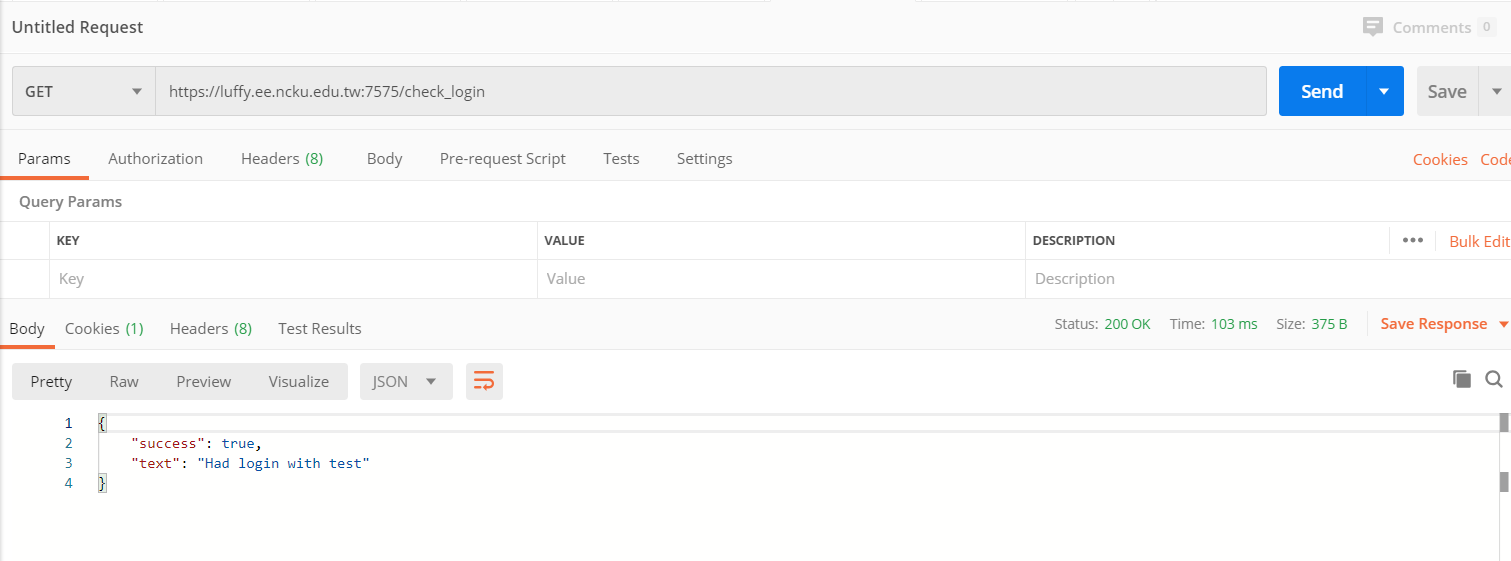 Untitled Request
Comments 0
GET https://luffy.ee.ncku.edu.tw:7575/check_login Send Save
Params Authorization Headers (8) Body Pre-request Script Tests Settings Cookies Code
Query Params
KEY VALUE DESCRIPTION ••• Bulk Edit
Key Value Description
Body Cookies (1) Headers (8) Test Results Status: 200 OK Time: 103 ms Size: 375 B Save Response
Pretty Raw Preview Visualize JSON
1 {
2 "success": true,
3 "text": "Had login with test"
4 }